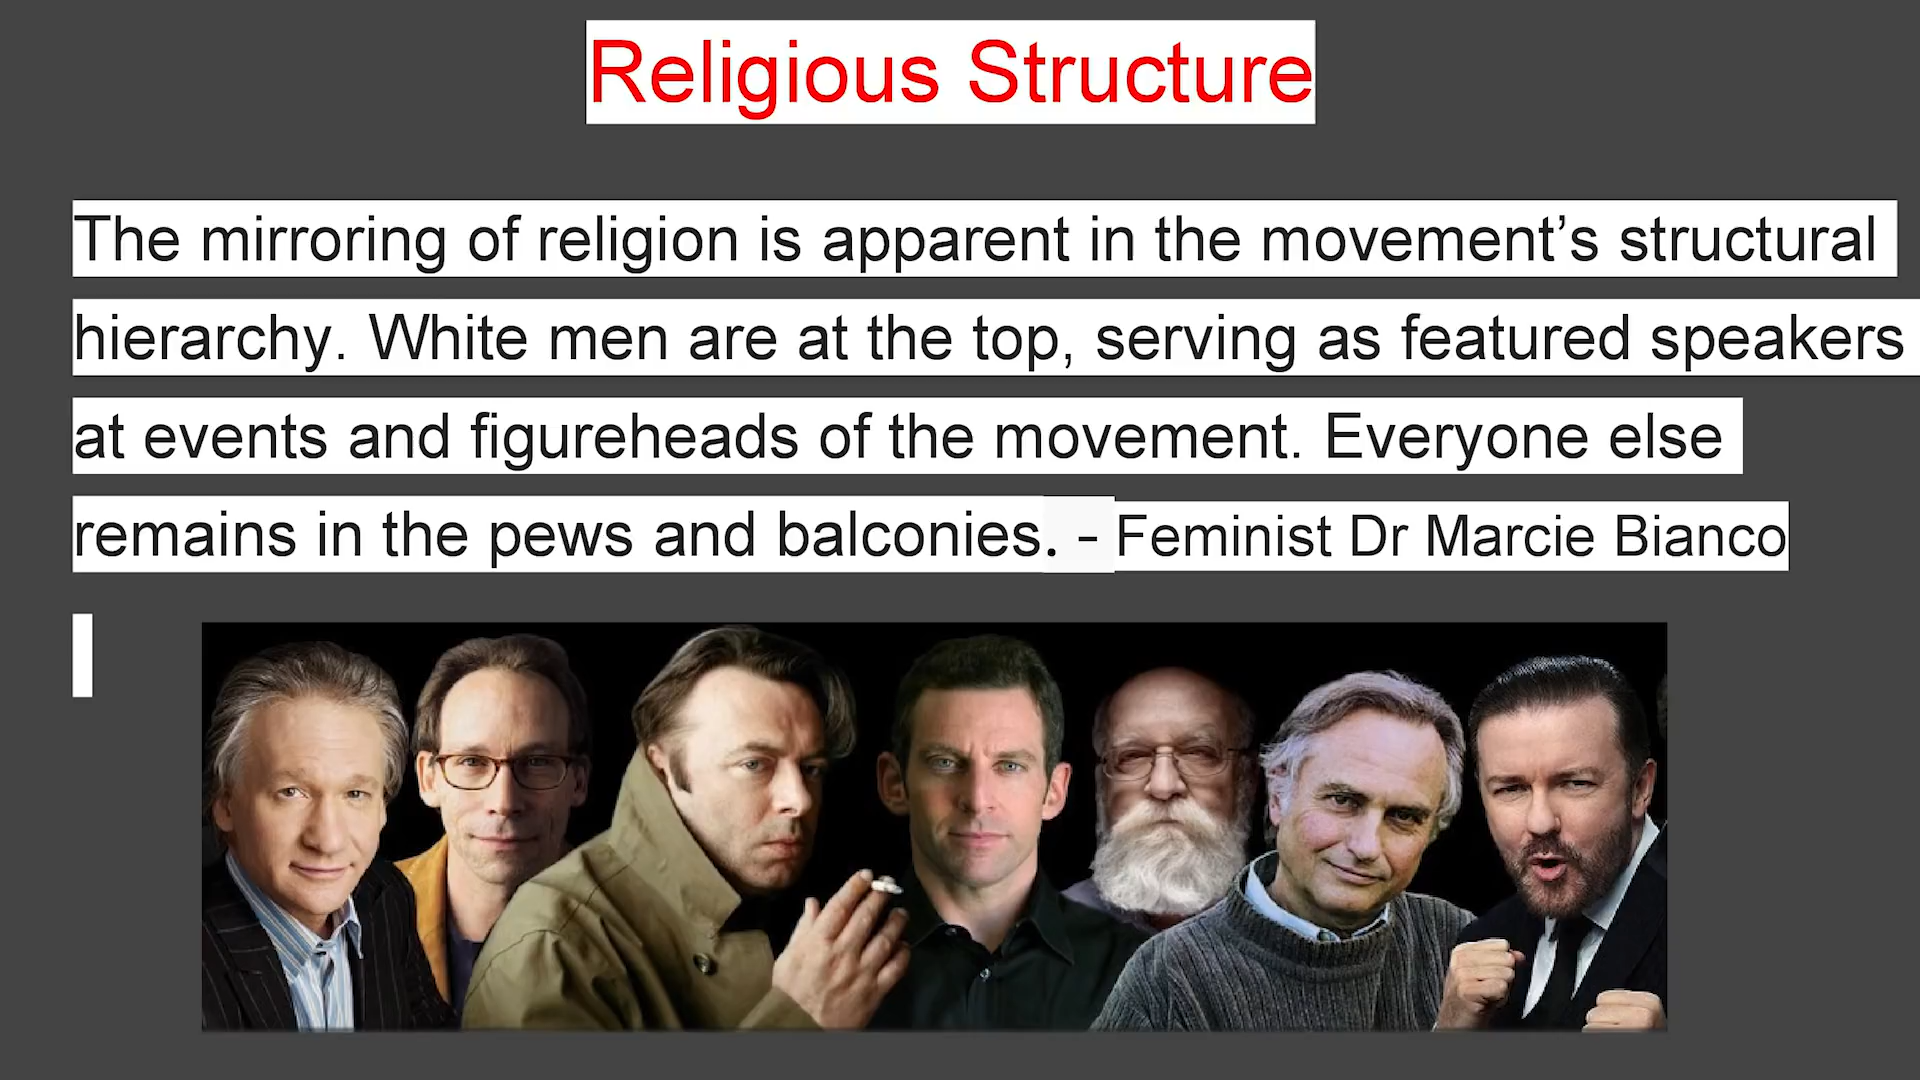 Religious Structure
The mirroring of religion is apparent in the movement’s structural
hierarchy. White men are at the top, serving as featured speakers
at events and figureheads of the movement. Everyone else
remains in the pews and balconies. - Feminist Dr Marcie Bianco